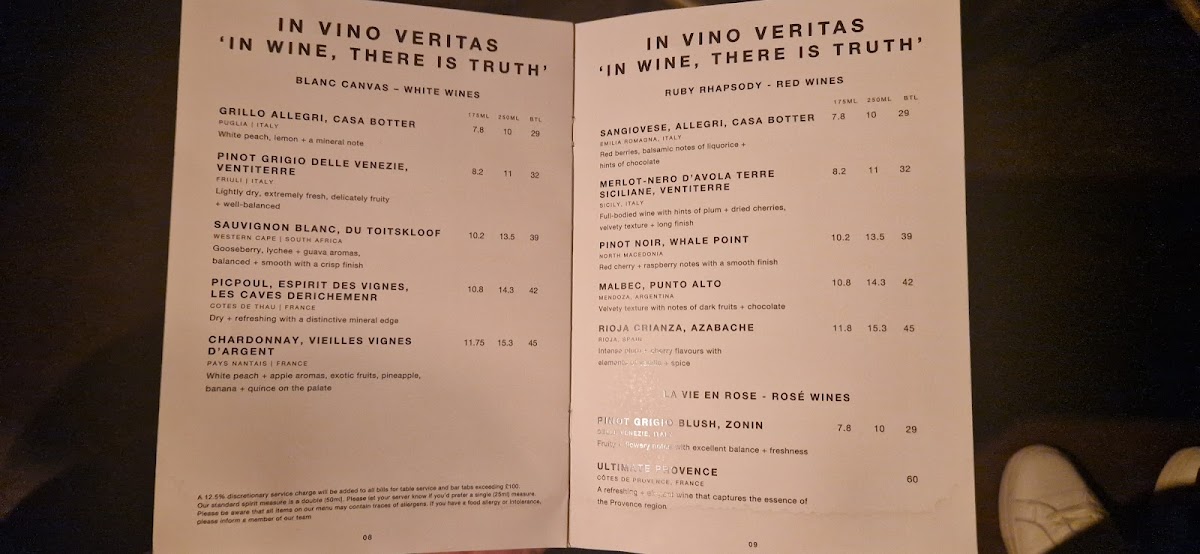 IN VINO VERITAS
‘IN WINE, THERE IS TRUTH’
BLANC CANVAS – WHITE WINES
175ML 250ML BTL
GRILLO ALLEGRI, CASA BOTTER 7.8 10 29
PUGLIA | ITALY
White peach, lemon + a mineral note
PINOT GRIGIO DELLE VENEZIE,
VENTITERRE 8.2 11 32
FRIULI | ITALY
Lightly dry, extremely fresh, delicately fruity
+ well-balanced
SAUVIGNON BLANC, DU TOITSKLOOF 10.2 13.5 39
WESTERN CAPE | SOUTH AFRICA
Gooseberry, lychee + guava aromas,
balanced + smooth with a crisp finish
PICPOUL, ESPIRIT DES VIGNES,
LES CAVES DERICHEMENR 10.8 14.3 42
COTES DE THAU | FRANCE
Dry + refreshing with a distinctive mineral edge
CHARDONNAY, VIEILLES VIGNES
D’ARGENT 11.75 15.3 45
PAYS NANTAIS | FRANCE
White peach + apple aromas, exotic fruits, pineapple,
banana + quince on the palate
A 12.5% discretionary service charge will be added to all bills for table service and bar tabs exceeding £100.
Our standard spirit measure is a double (50ml). Please let your server know if you’d prefer a single (25ml) measure.
Please be aware that all items on our menu may contain traces of allergens. If you have a food allergy or intolerance,
please inform a member of our team
08
IN VINO VERITAS
‘IN WINE, THERE IS TRUTH’
RUBY RHAPSODY - RED WINES
175ML 250ML BTL
SANGIOVESE, ALLEGRI, CASA BOTTER 7.8 10 29
EMILIA ROMAGNA, ITALY
Red berries, balsamic notes of liquorice +
hints of chocolate
MERLOT-NERO D’AVOLA TERRE
SICILIANE, VENTITERRE 8.2 11 32
SICILY, ITALY
Full-bodied wine with hints of plum + dried cherries,
velvety texture + long finish
PINOT NOIR, WHALE POINT 10.2 13.5 39
NORTH MACEDONIA
Red cherry + raspberry notes with a smooth finish
MALBEC, PUNTO ALTO 10.8 14.3 42
MENDOZA, ARGENTINA
Velvety texture with notes of dark fruits + chocolate
RIOJA CRIANZA, AZABACHE 11.8 15.3 45
RIOJA, SPAIN
Intense cherry flavours with
+ spice
LA VIE EN ROSE - ROSÉ WINES
PINOT GRIGIO BLUSH, ZONIN 7.8 10 29
VENEZIE, ITALY
Fruity flowery with excellent balance + freshness
ULTIMATE PROVENCE 60
CÔTES DE PROVENCE, FRANCE
A refreshing + wine that captures the essence of
the Provence region.
09